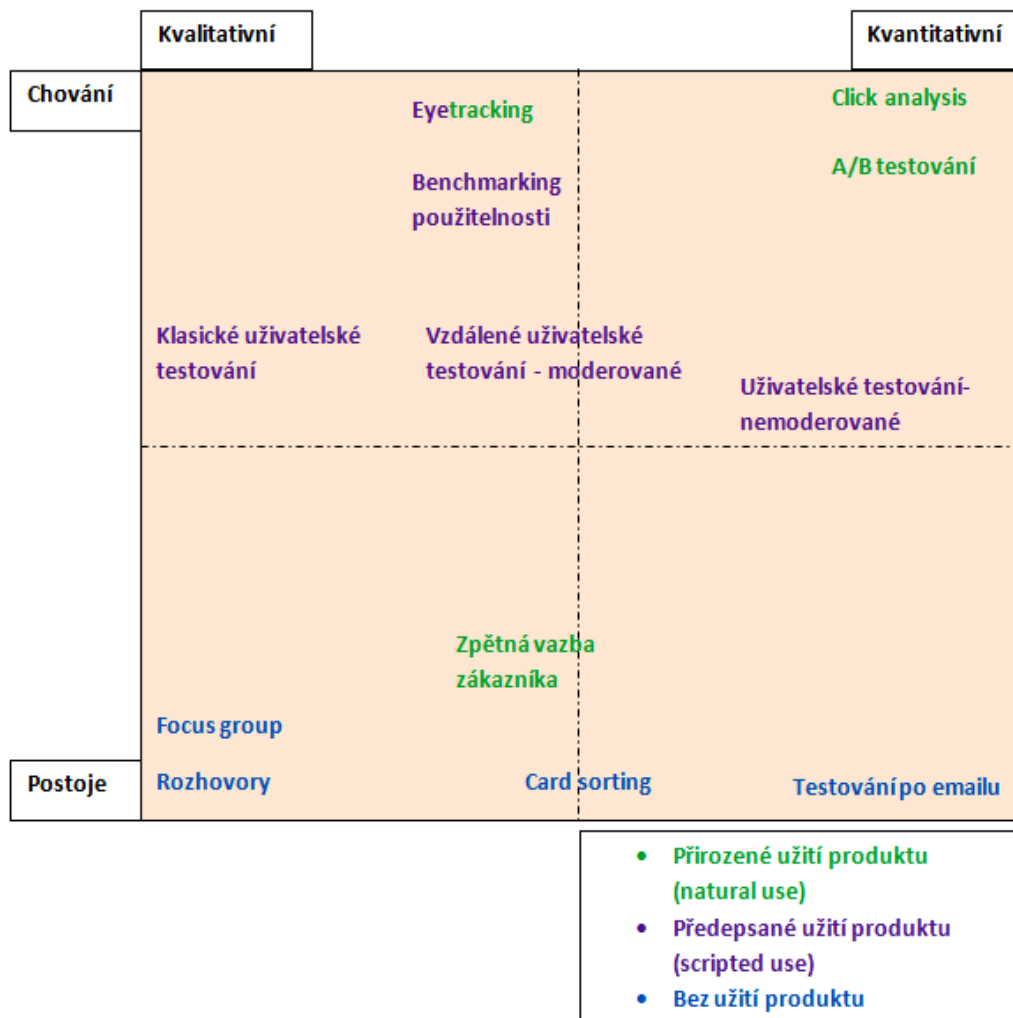 Kvalitativní
Kvantitativní
Chování
Eyetracking
Click analysis
A/B testování
Benchmarking
použitelnosti
Klasické uživatelské
testování
Vzdálené uživatelské
testování - moderované
Uživatelské testování-
nemoderované
Zpětná vazba
zákazníka
Focus group
Postoje
Rozhovory
Card sorting
Testování po emailu
• Přirozené užití produktu
(natural use)
• Předepsané užití produktu
(scripted use)
• Bez užití produktu